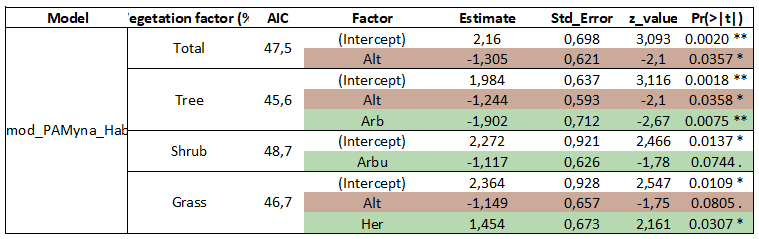 Model Vegetation factor (% AIC Factor Estimate Std_Error z_value Pr(>|t|)
mod_PAMyna_Hab
Total 47,5 (Intercept) 2,16 0,698 3,093 0.0020 **
Alt -1,305 0,621 -2,1 0.0357 *
Tree 45,6 (Intercept) 1,984 0,637 3,116 0.0018 **
Alt -1,244 0,593 -2,1 0.0358 *
Arb -1,902 0,712 -2,67 0.0075 **
Shrub 48,7 (Intercept) 2,272 0,921 2,466 0.0137 *
Arbu -1,117 0,626 -1,78 0.0744 .
Grass 46,7 (Intercept) 2,364 0,928 2,547 0.0109 *
Alt -1,149 0,657 -1,75 0.0805 .
Her 1,454 0,673 2,161 0.0307 *